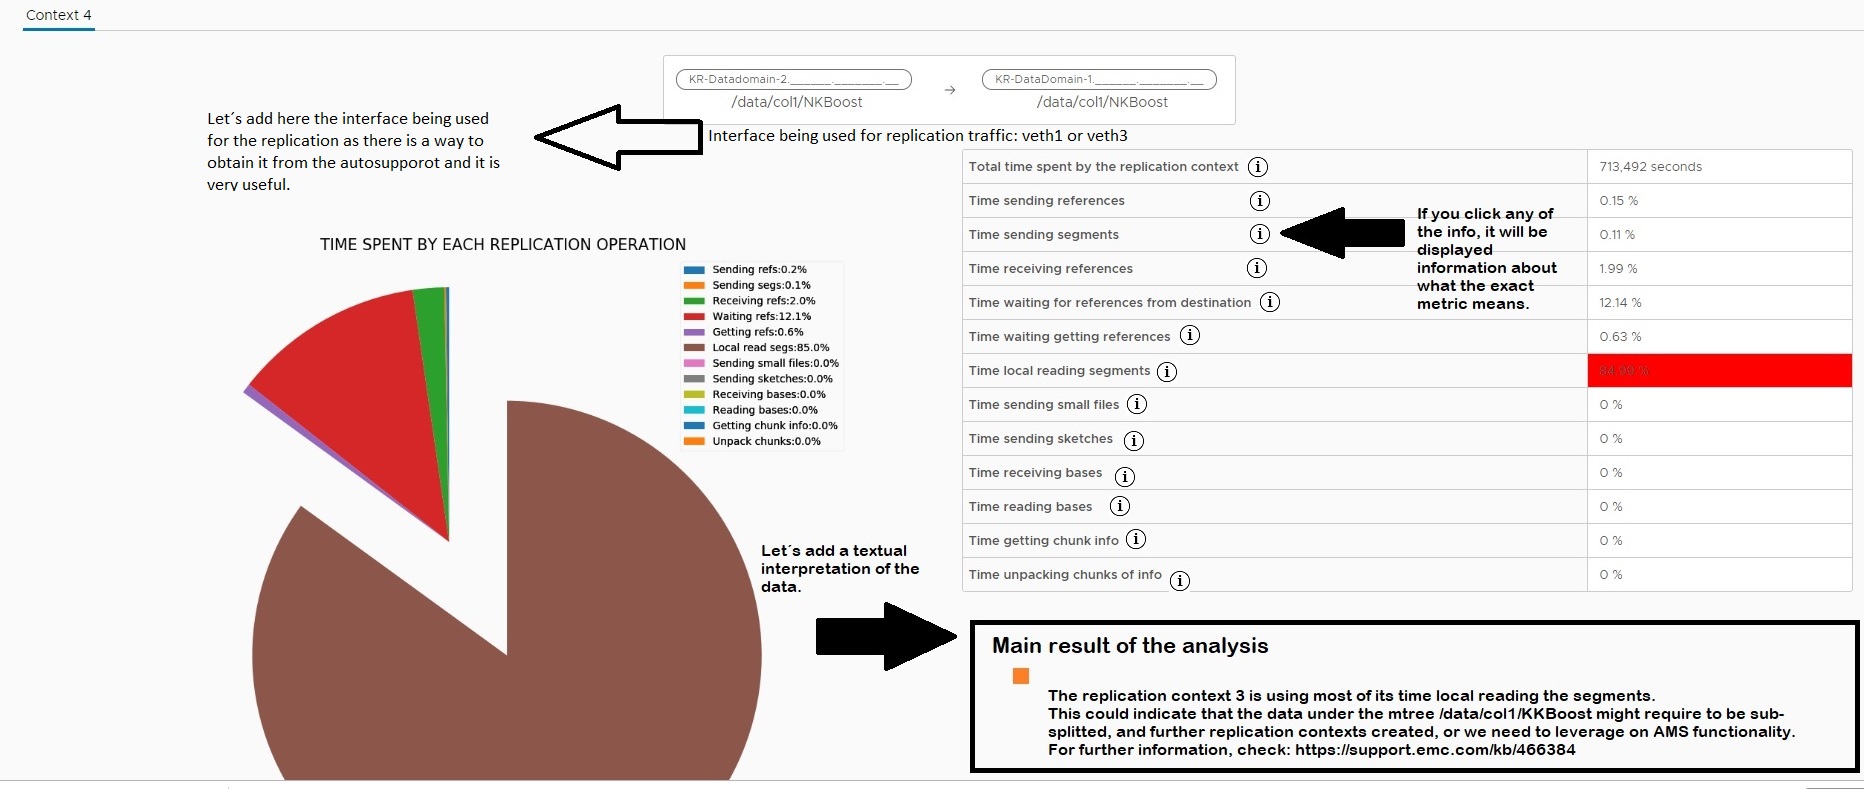 Context 4
KR-Datadomain-2.______.________.__
KR-DataDomain-1.______.________.__
/data/col1/NKBoost
/data/col1/NKBoost
Let´s add here the interface being used
for the replication as there is a way to
obtain it from the autosupporot and it is
very useful.
Interface being used for replication traffic: veth1 or veth3
TIME SPENT BY EACH REPLICATION OPERATION
Sending refs:0.2%
Sending segs:0.1%
Receiving refs:2.0%
Waiting refs:12.1%
Getting refs:0.6%
Local read segs:85.0%
Sending small files:0.0%
Sending sketches:0.0%
Receiving bases:0.0%
Reading bases:0.0%
Getting chunk info:0.0%
Unpack chunks:0.0%
Total time spent by the replication context i 713,492 seconds
Time sending references i 0.15 %
Time sending segments i 0.11 %
Time receiving references i 1.99 %
Time waiting for references from destination i 12.14 %
Time waiting getting references i 0.63 %
Time local reading segments i 84.99 %
Time sending small files i 0 %
Time sending sketches i 0 %
Time receiving bases i 0 %
Time reading bases i 0 %
Time getting chunk info i 0 %
Time unpacking chunks of info i 0 %
If you click any of
the info, it will be
displayed
information about
what the exact
metric means.
Let´s add a textual
interpretation of the
data.
Main result of the analysis
The replication context 3 is using most of its time local reading the segments.
This could indicate that the data under the mtree /data/col1/KKBoost might require to be sub-
splitted, and further replication contexts created, or we need to leverage on AMS functionality.
For further information, check: https://support.emc.com/kb/466384